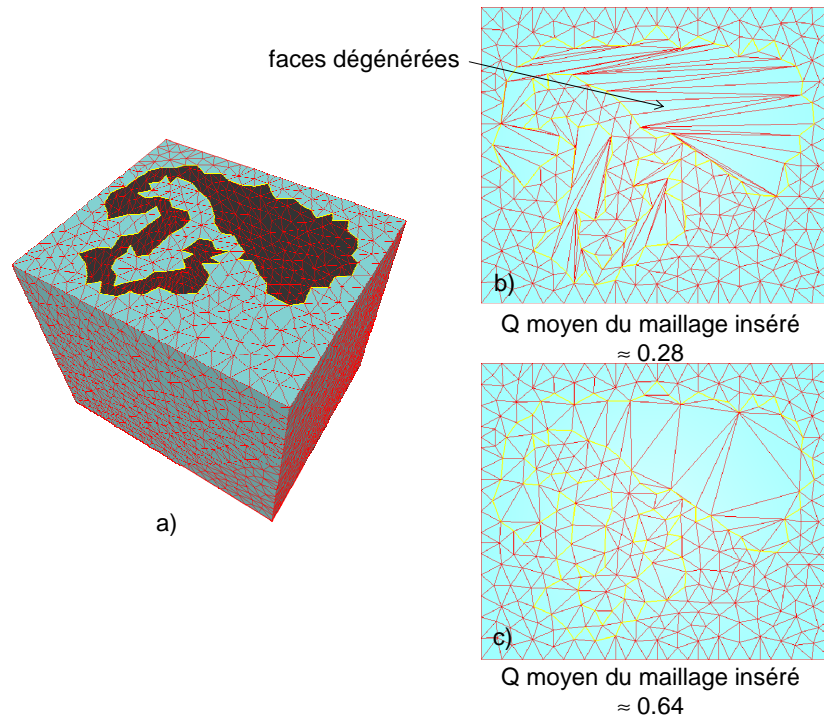 faces dégénérées
a)
b)
Q moyen du maillage inséré
≈ 0.28
c)
Q moyen du maillage inséré
≈ 0.64